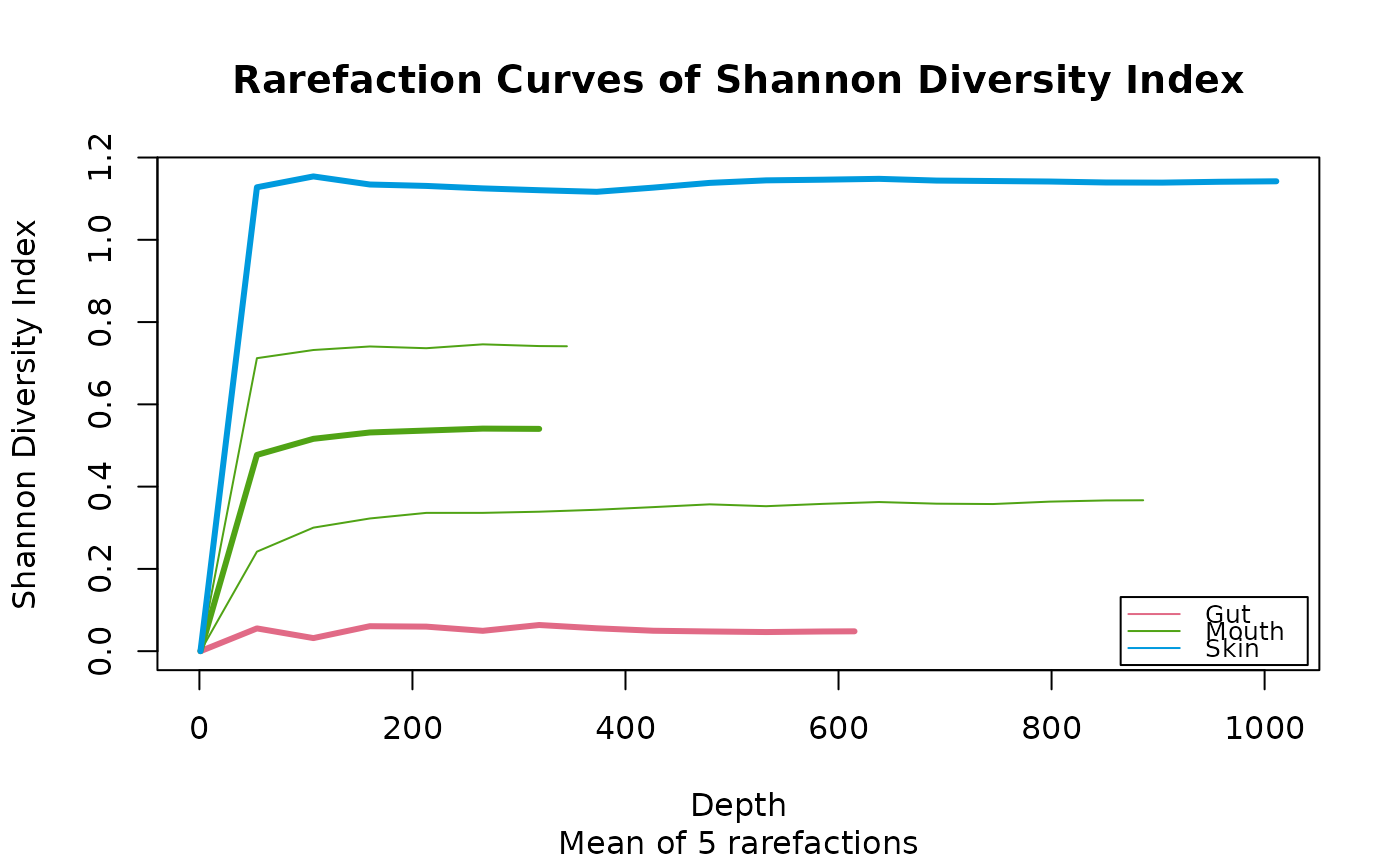 Rarefaction Curves of Shannon Diversity Index
Shannon Diversity Index
1.2
1.0
0.8
0.6
0.4
0.2
0.0
Gut
Mouth
Skin
0 200 400 600 800 1000
Depth
Mean of 5 rarefactions